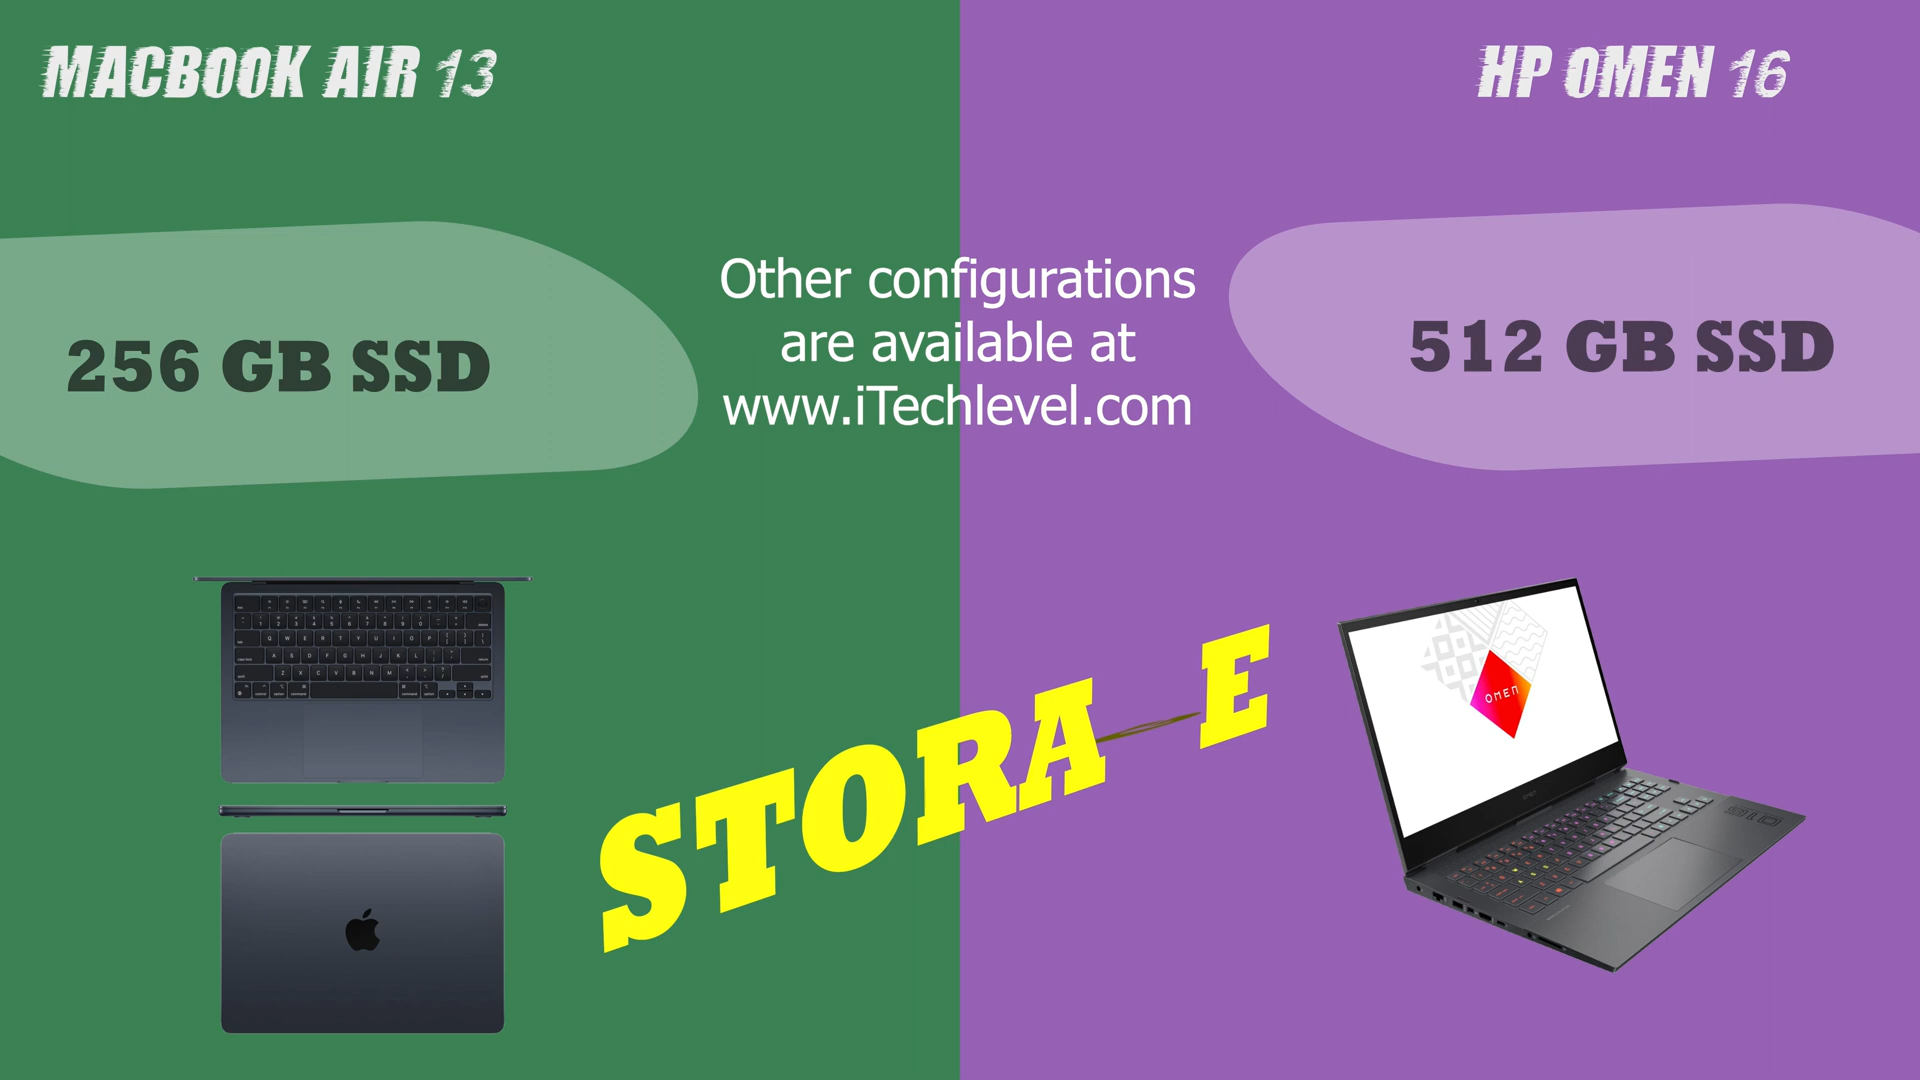 MACBOOK AIR 13
HP OMEN 16
256 GB SSD
Other configurations
are available at
www.iTechlevel.com
512 GB SSD
STORA E
OMEN